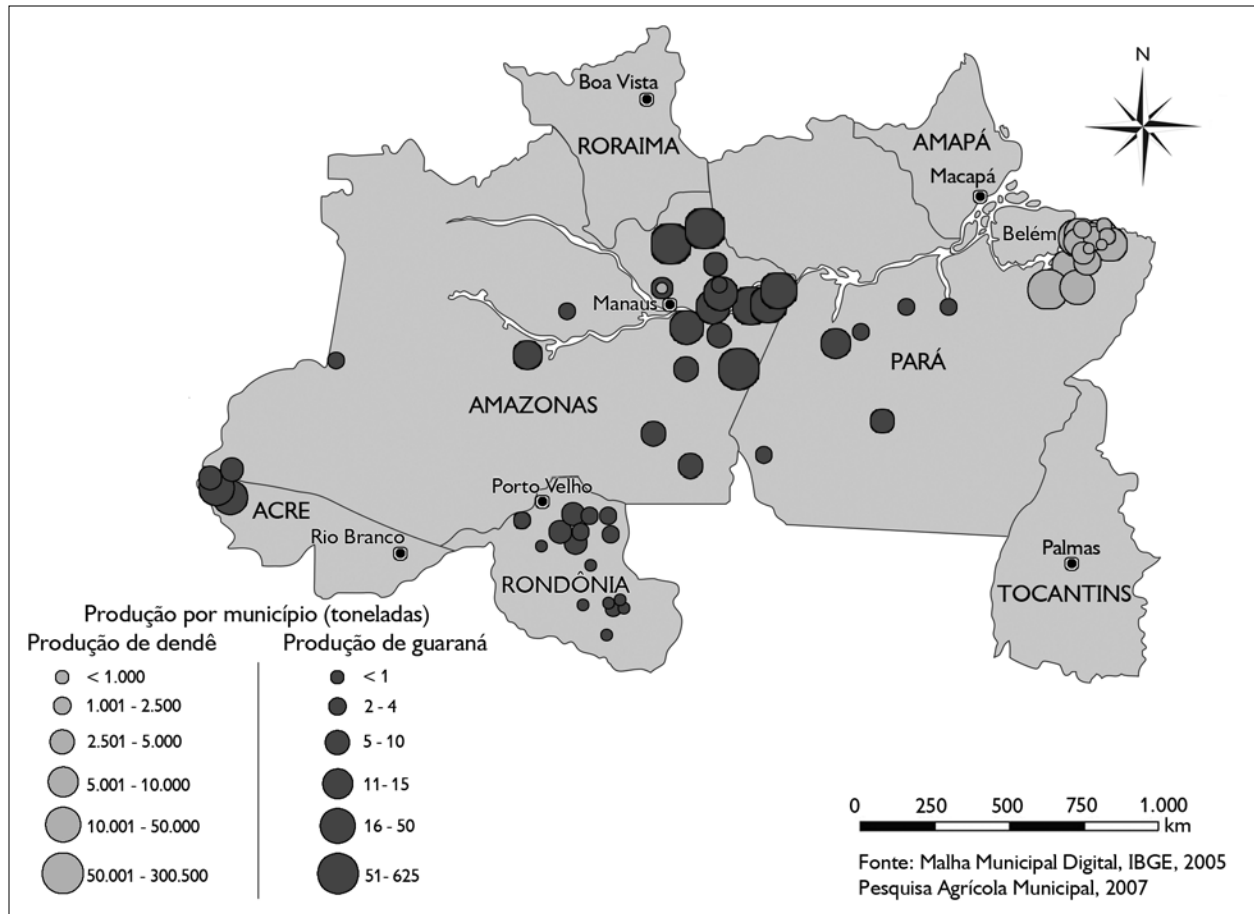 N
Boa Vista
RORAIMA
AMAPÁ
Macapá
Belém
Manaus
PARÁ
AMAZONAS
Porto Velho
ACRE
Rio Branco
RONDÔNIA
Palmas
TOCANTINS
Produção por município (toneladas)
Produção de dendê
< 1.000
1.001 - 2.500
2.501 - 5.000
5.001 - 10.000
10.001 - 50.000
50.001 - 300.500
Produção de guaraná
< 1
2 - 4
5 - 10
11- 15
16 - 50
51- 625
0 250 500 750 1.000
km
Fonte: Malha Municipal Digital, IBGE, 2005
Pesquisa Agrícola Municipal, 2007